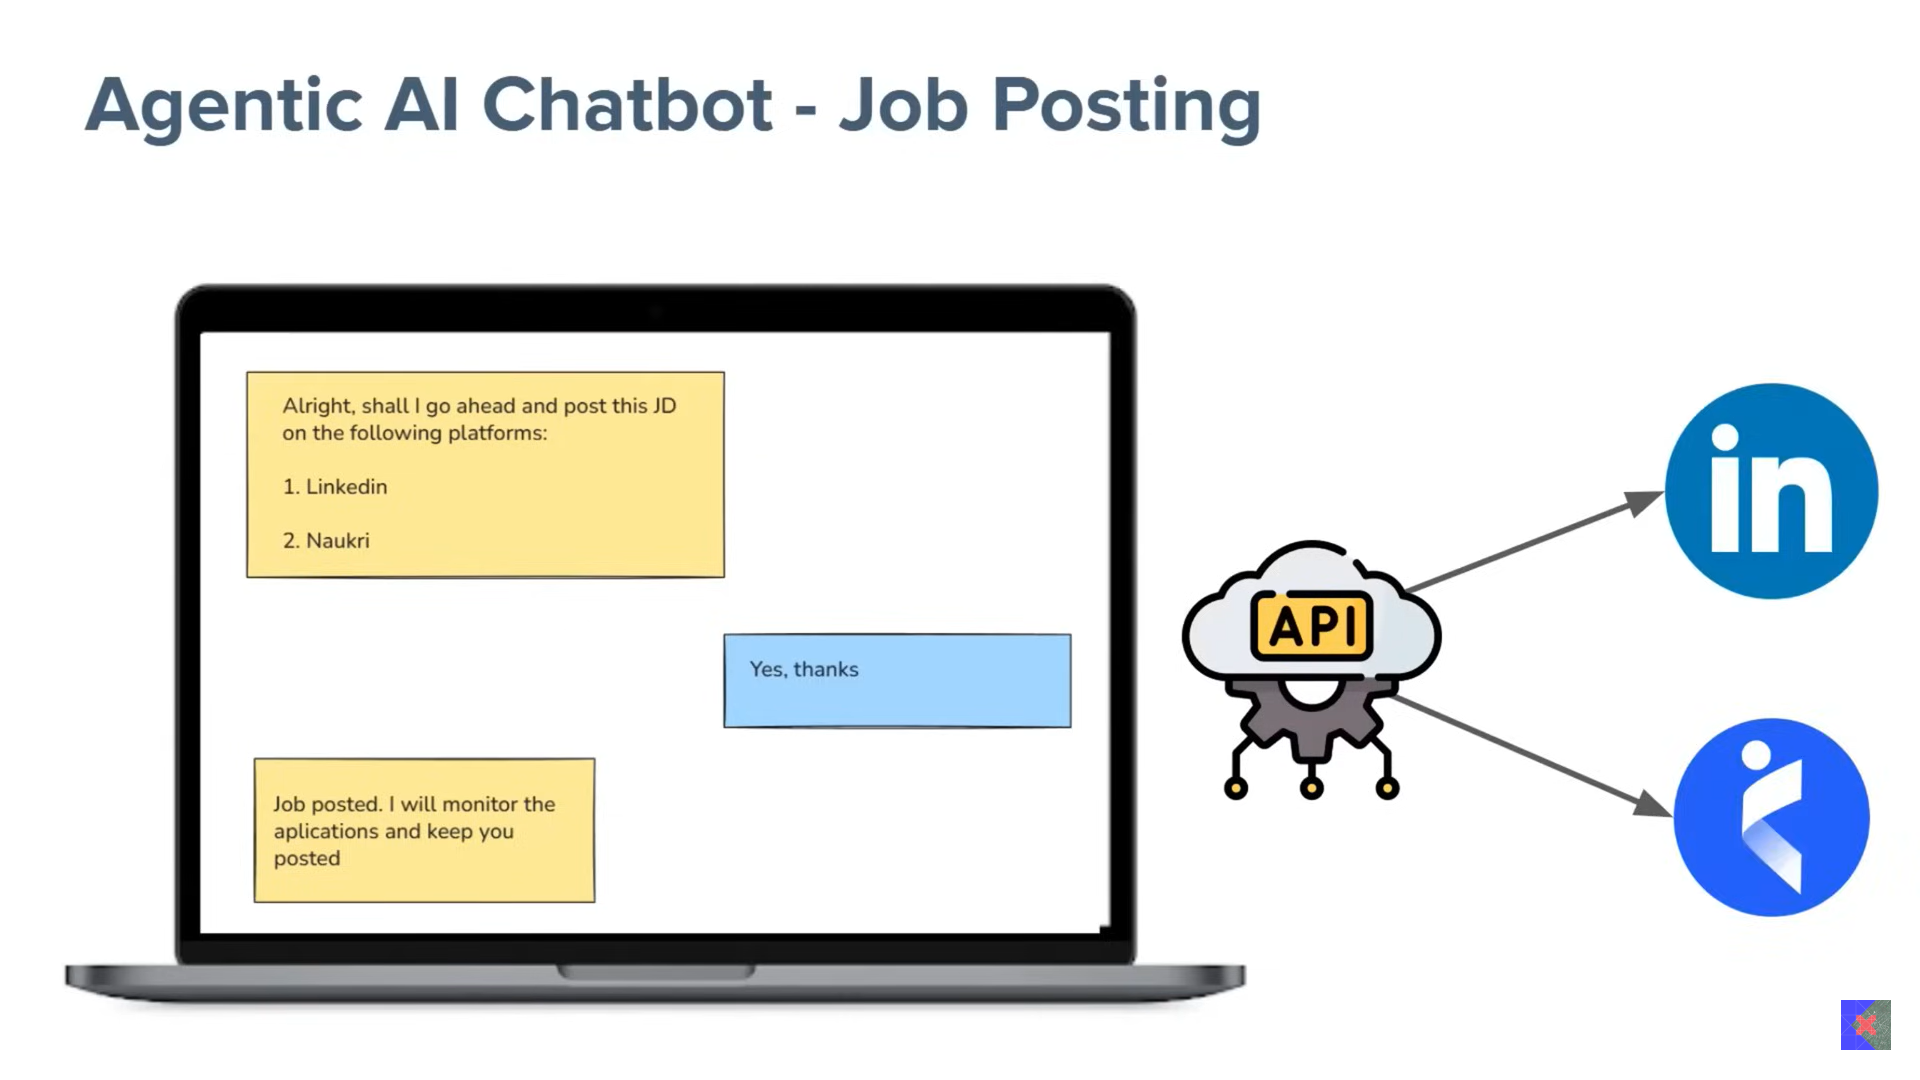 Agentic AI Chatbot - Job Posting
Alright, shall I go ahead and post this JD
on the following platforms:
1. Linkedin
2. Naukri
Yes, thanks
Job posted. I will monitor the
aplications and keep you
posted
API
in